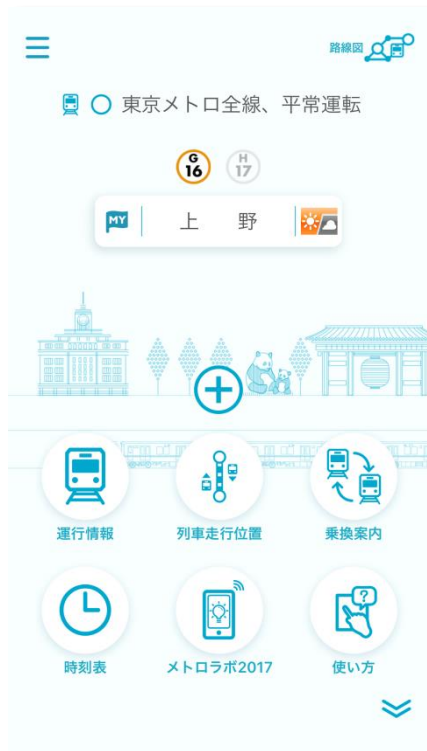 路線図
東京メトロ全線、平常運転
G 16 H 17
MY 上野
運行情報 列車走行位置 乗換案内
時刻表 メトロラボ2017 使い方